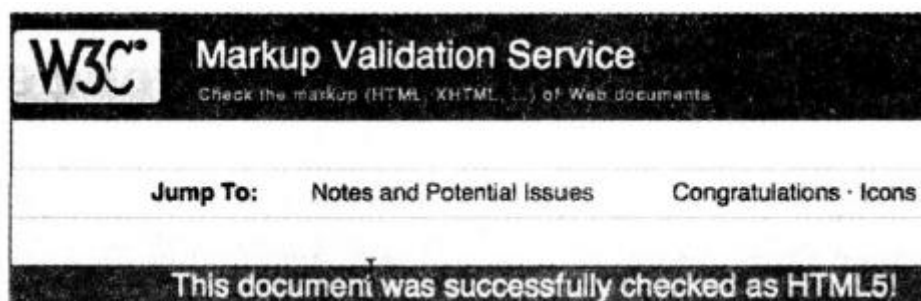 W3C®
Markup Validation Service
Check the markup (HTML, XHTML, ...) of Web documents
Jump To: Notes and Potential Issues Congratulations · Icons
This document was successfully checked as HTML5!